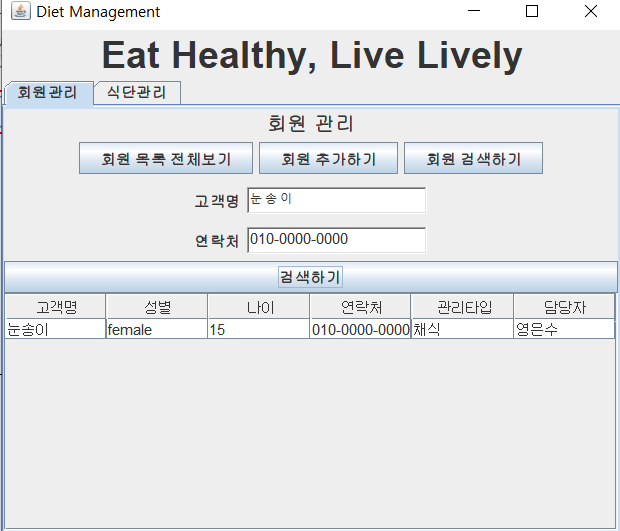 Diet Management
Eat Healthy, Live Lively
회원관리 식단관리
회원 관리
회원 목록 전체보기 회원 추가하기 회원 검색하기
고객명 눈송이
연락처 010-0000-0000
검색하기
고객명 성별 나이 연락처 관리타입 담당자
눈송이 female 15 010-0000-0000 채식 영은수